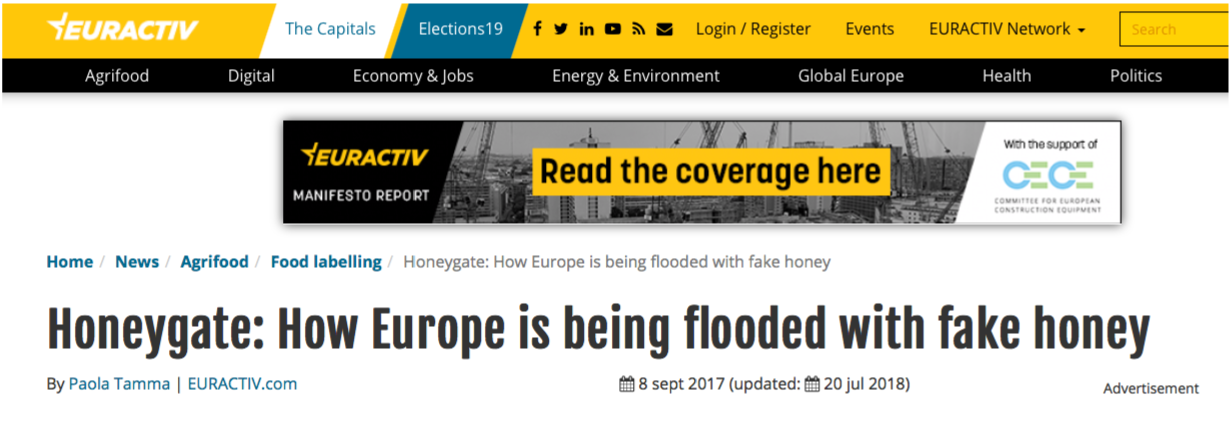 EURACTIV The Capitals Elections19 Login / Register Events EURACTIV Network Search
Agrifood Digital Economy & Jobs Energy & Environment Global Europe Health Politics
EURACTIV
MANIFESTO REPORT
Read the coverage here
With the support of
CECE
COMMITTEE FOR EUROPEAN
CONSTRUCTION EQUIPMENT
Home / News / Agrifood / Food labelling / Honeygate: How Europe is being flooded with fake honey
Honeygate: How Europe is being flooded with fake honey
By Paola Tamma | EURACTIV.com 8 sept 2017 (updated: 20 jul 2018)
Advertisement